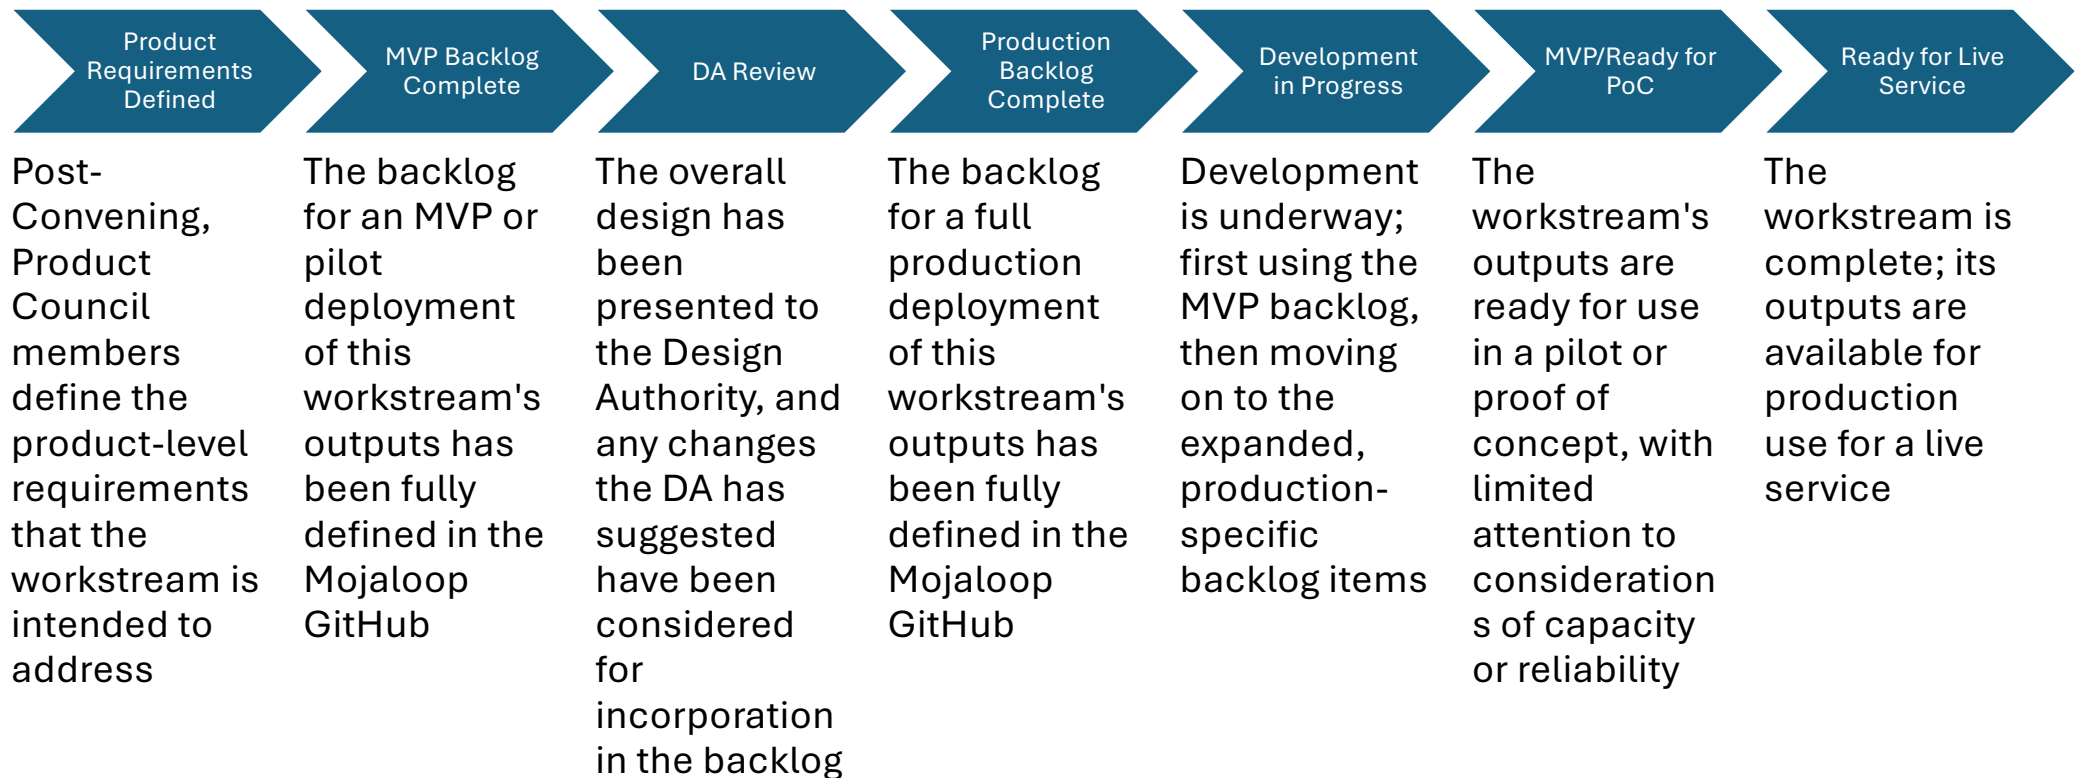 Product
Requirements
Defined
MVP Backlog
Complete
DA Review
Production
Backlog
Complete
Development
in Progress
MVP/Ready for
PoC
Ready for Live
Service
Post-
Convening,
Product
Council
members
define the
product-level
requirements
that the
workstream is
intended to
address
The backlog
for an MVP or
pilot
deployment
of this
workstream's
outputs has
been fully
defined in the
Mojaloop
GitHub
The overall
design has
been
presented to
the Design
Authority, and
any changes
the DA has
suggested
have been
considered
for
incorporation
in the backlog
The backlog
for a full
production
deployment
of this
workstream's
outputs has
been fully
defined in the
Mojaloop
GitHub
Development
is underway;
first using the
MVP backlog,
then moving
on to the
expanded,
production-
specific
backlog items
The
workstream's
outputs are
ready for use
in a pilot or
proof of
concept, with
limited
attention to
consideration
s of capacity
or reliability
The
workstream is
complete; its
outputs are
available for
production
use for a live
service